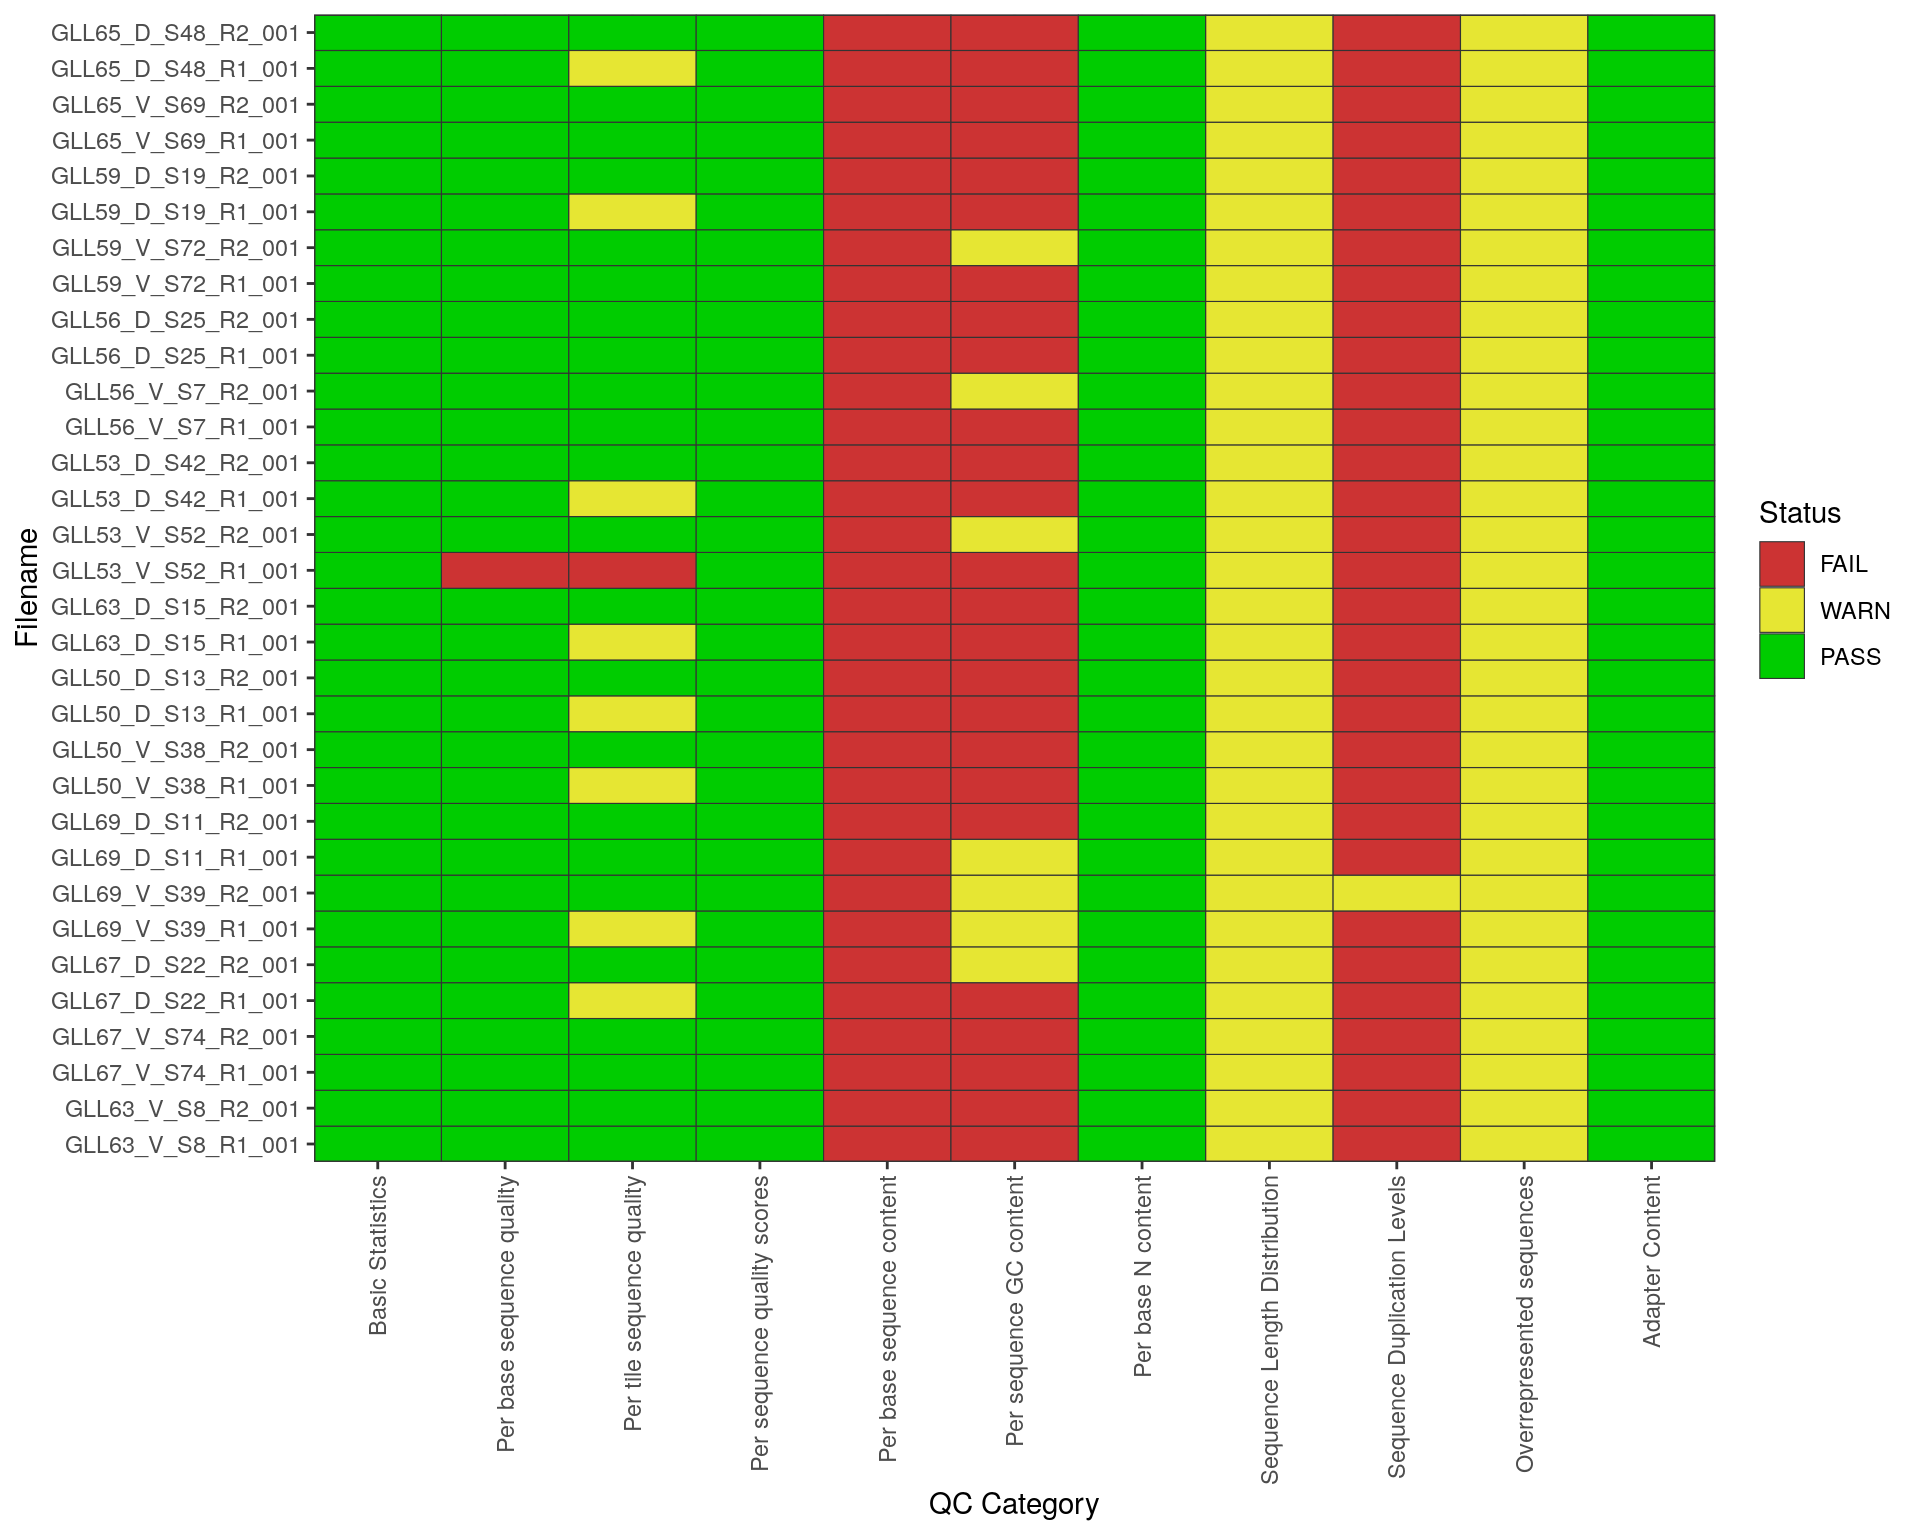 GLL65_D_S48_R2_001
GLL65_D_S48_R1_001
GLL65_V_S69_R2_001
GLL65_V_S69_R1_001
GLL59_D_S19_R2_001
GLL59_D_S19_R1_001
GLL59_V_S72_R2_001
GLL59_V_S72_R1_001
GLL56_D_S25_R2_001
GLL56_D_S25_R1_001
GLL56_V_S7_R2_001
GLL56_V_S7_R1_001
GLL53_D_S42_R2_001
GLL53_D_S42_R1_001
GLL53_V_S52_R2_001
GLL53_V_S52_R1_001
GLL63_D_S15_R2_001
GLL63_D_S15_R1_001
GLL50_D_S13_R2_001
GLL50_D_S13_R1_001
GLL50_V_S38_R2_001
GLL50_V_S38_R1_001
GLL69_D_S11_R2_001
GLL69_D_S11_R1_001
GLL69_V_S39_R2_001
GLL69_V_S39_R1_001
GLL67_D_S22_R2_001
GLL67_D_S22_R1_001
GLL67_V_S74_R2_001
GLL67_V_S74_R1_001
GLL63_V_S8_R2_001
GLL63_V_S8_R1_001
Filename
Basic Statistics
Per base sequence quality
Per tile sequence quality
Per sequence quality scores
Per base sequence content
Per sequence GC content
Per base N content
Sequence Length Distribution
Sequence Duplication Levels
Overrepresented sequences
Adapter Content
QC Category
Status
FAIL
WARN
PASS